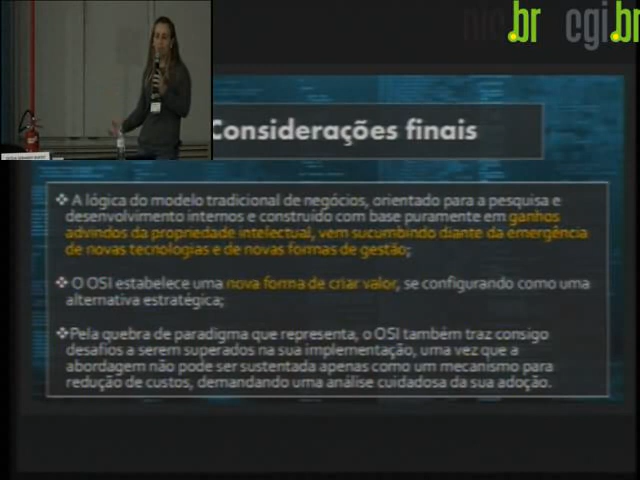 nic.br cgi.br
Considerações finais
❖ A lógica do modelo tradicional de negócios, orientado para a pesquisa e
desenvolvimento internos e construído com base puramente em ganhos
advindos da propriedade intelectual, vem sucumbindo diante da emergência
de novas tecnologias e de novas formas de gestão;
❖ O OSI estabelece uma nova forma de criar valor, se configurando como uma
alternativa estratégica;
❖Pela quebra de paradigma que representa, o OSI também traz consigo
desafios a serem superados na sua implementação, uma vez que a
abordagem não pode ser sustentada apenas como um mecanismo para
redução de custos, demandando uma análise cuidadosa da sua adoção.